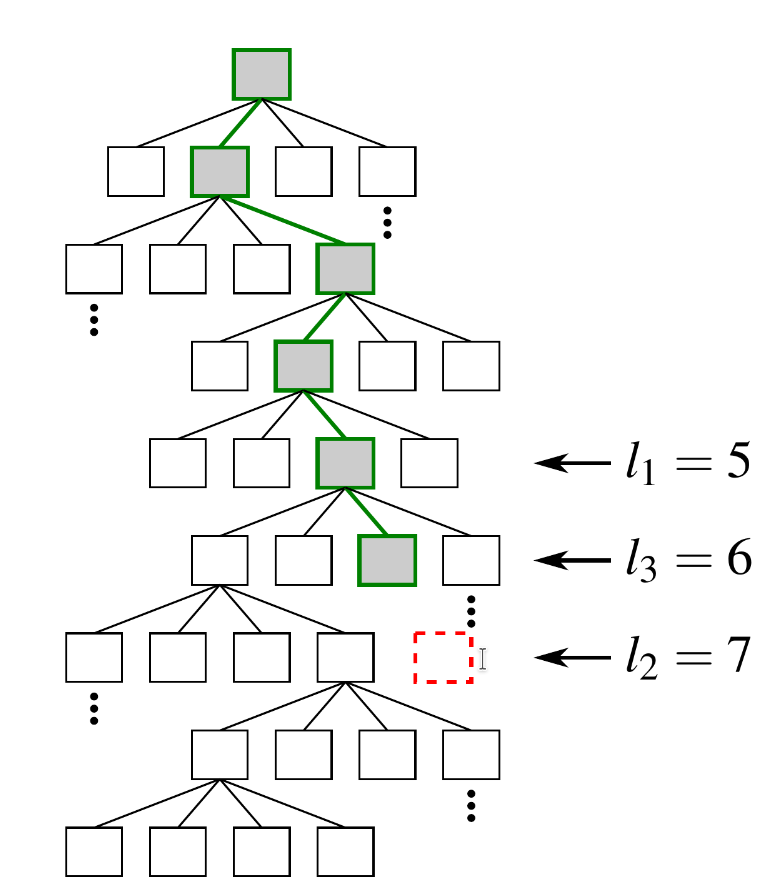 l₁ = 5
l₃ = 6
l₂ = 7